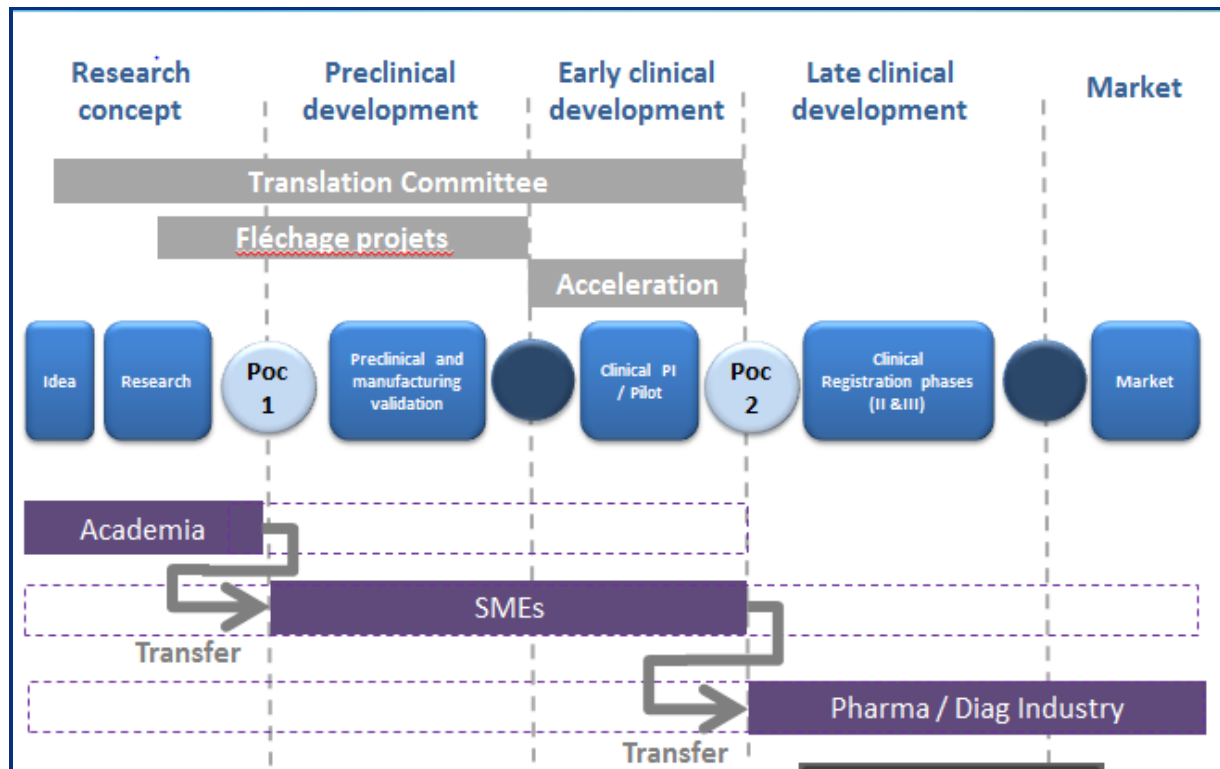 Research
concept
Preclinical
development
Early clinical
development
Late clinical
development
Market
Translation Committee
Fléchage projets
Acceleration
Idea
Research
Poc
1
Preclinical and
manufacturing
validation
Clinical PI
/ Pilot
Poc
2
Clinical
Registration phases
(II &III)
Market
Academia
SMEs
Transfer
Pharma / Diag Industry
Transfer